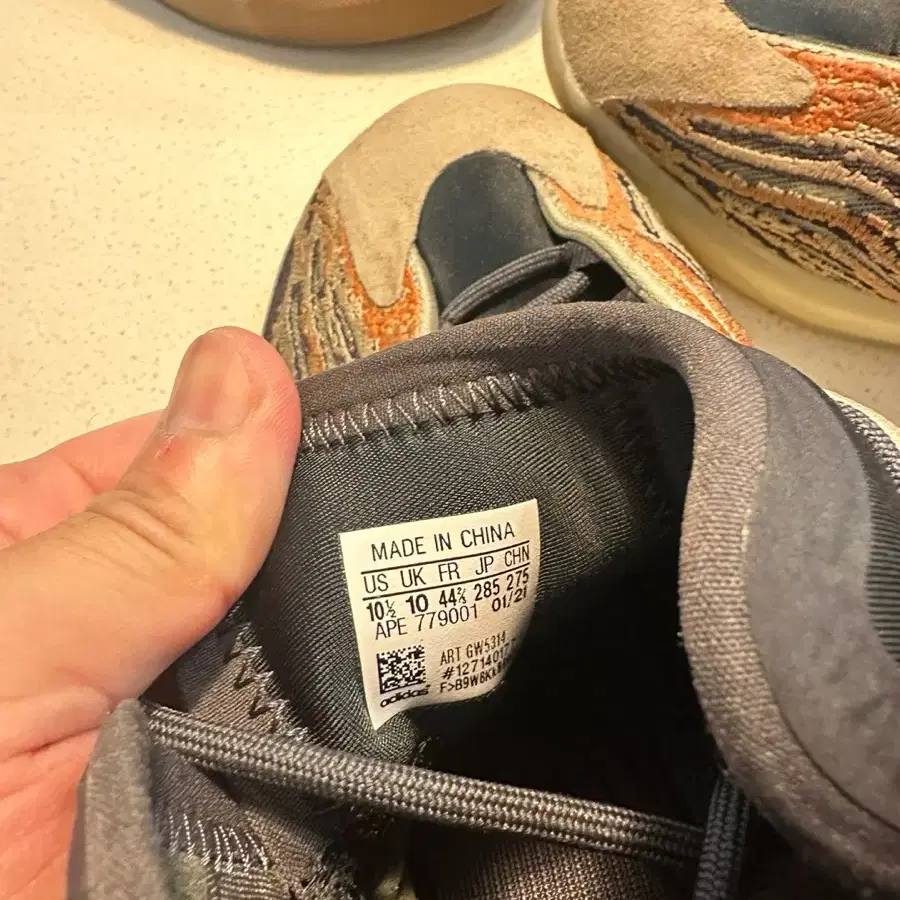 MADE IN CHINA
US UK FR JP CHN
10½ 10 44⅔ 285 275
APE 779001 01/21
ART GW5314
adidas